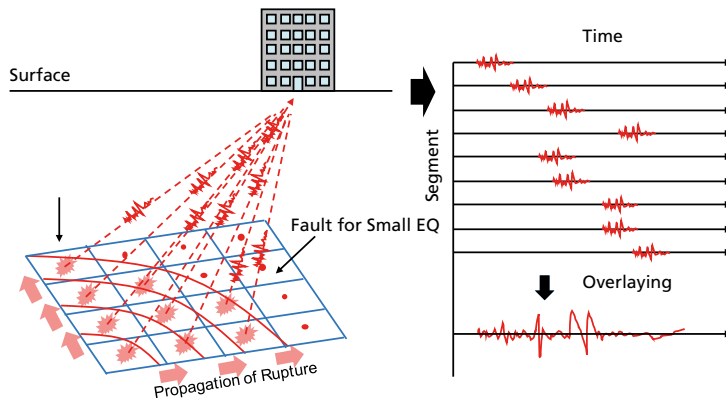 Surface
Time
Segment
Fault for Small EQ
Overlaying
Propagation of Rupture